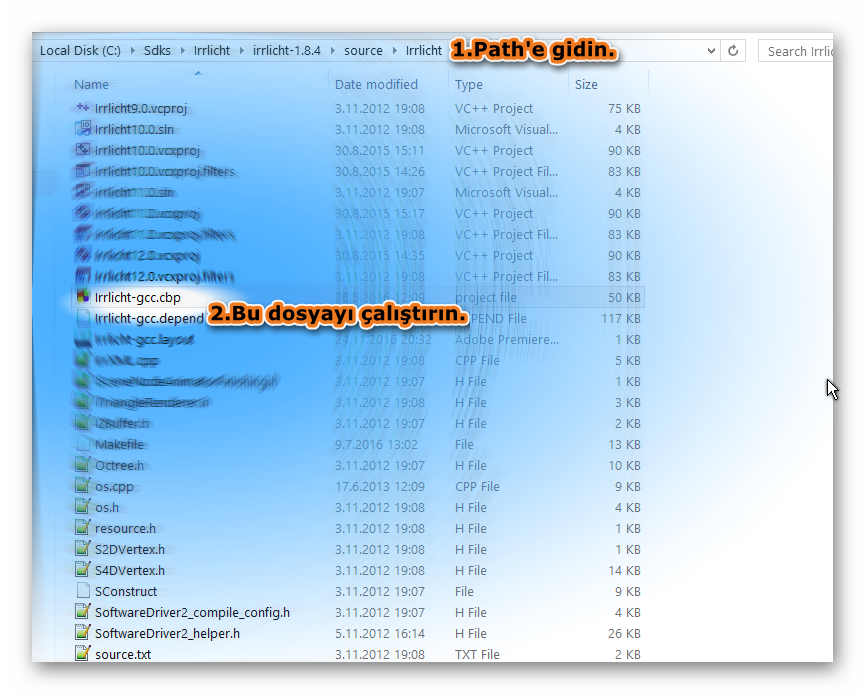 Local Disk (C:) Sdks Irrlicht irrlicht-1.8.4 source Irrlicht 1.Path'e gidin. Search Irrlic
Name Date modified Type Size
Irrlicht9.0.vcproj 3.11.2012 19:08 VC++ Project 75 KB
Irrlicht10.0.sln 3.11.2012 19:08 Microsoft Visual... 4 KB
Irrlicht10.0.vcxproj 30.8.2015 15:11 VC++ Project 90 KB
Irrlicht10.0.vcxproj.filters 30.8.2015 14:26 VC++ Project Fil... 83 KB
Irrlicht11.0.sln 3.11.2012 19:07 Microsoft Visual... 4 KB
Irrlicht11.0.vcxproj 30.8.2015 15:17 VC++ Project 90 KB
Irrlicht11.0.vcxproj.filters VC++ Project Fil... 83 KB
Irrlicht12.0.vcxproj 30.8.2015 14:35 VC++ Project 90 KB
Irrlicht12.0.vcxproj.filters VC++ Project Fil... 83 KB
Irrlicht-gcc.cbp project file 50 KB
Irrlicht-gcc.depend 2.Bu dosyayı çalıştırın. PEND File 117 KB
Irrlicht-gcc.layout 24.11.2016 20:32 Adobe Premiere... 1 KB
irrXML.cpp 3.11.2012 19:08 CPP File 5 KB
ISceneNodeAnimatorFinishing.h 3.11.2012 19:07 H File 1 KB
ITriangleRenderer.h 3.11.2012 19:08 H File 3 KB
IZBuffer.h 3.11.2012 19:07 H File 2 KB
Makefile 9.7.2016 13:02 File 13 KB
Octree.h 3.11.2012 19:07 H File 10 KB
os.cpp 17.6.2013 12:09 CPP File 9 KB
os.h 3.11.2012 19:08 H File 4 KB
resource.h 3.11.2012 19:08 H File 1 KB
S2DVertex.h 3.11.2012 19:08 H File 1 KB
S4DVertex.h 3.11.2012 19:08 H File 14 KB
SConstruct 3.11.2012 19:07 File 9 KB
SoftwareDriver2_compile_config.h 3.11.2012 19:07 H File 4 KB
SoftwareDriver2_helper.h 5.11.2012 16:14 H File 26 KB
source.txt 3.11.2012 19:08 TXT File 2 KB